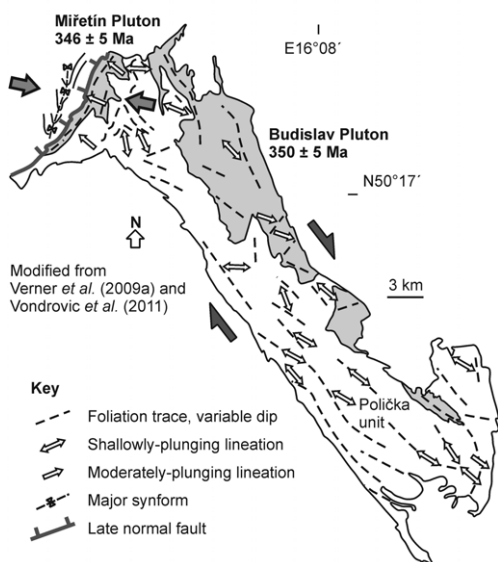 Miřetín Pluton
346 ± 5 Ma
E16°08´
Budislav Pluton
350 ± 5 Ma
N50°17´
N
Modified from
Verner et al. (2009a) and
Vondrovic et al. (2011)
3 km
Key
Foliation trace, variable dip
Shallowly-plunging lineation
Moderately-plunging lineation
Major synform
Late normal fault
Polička
unit